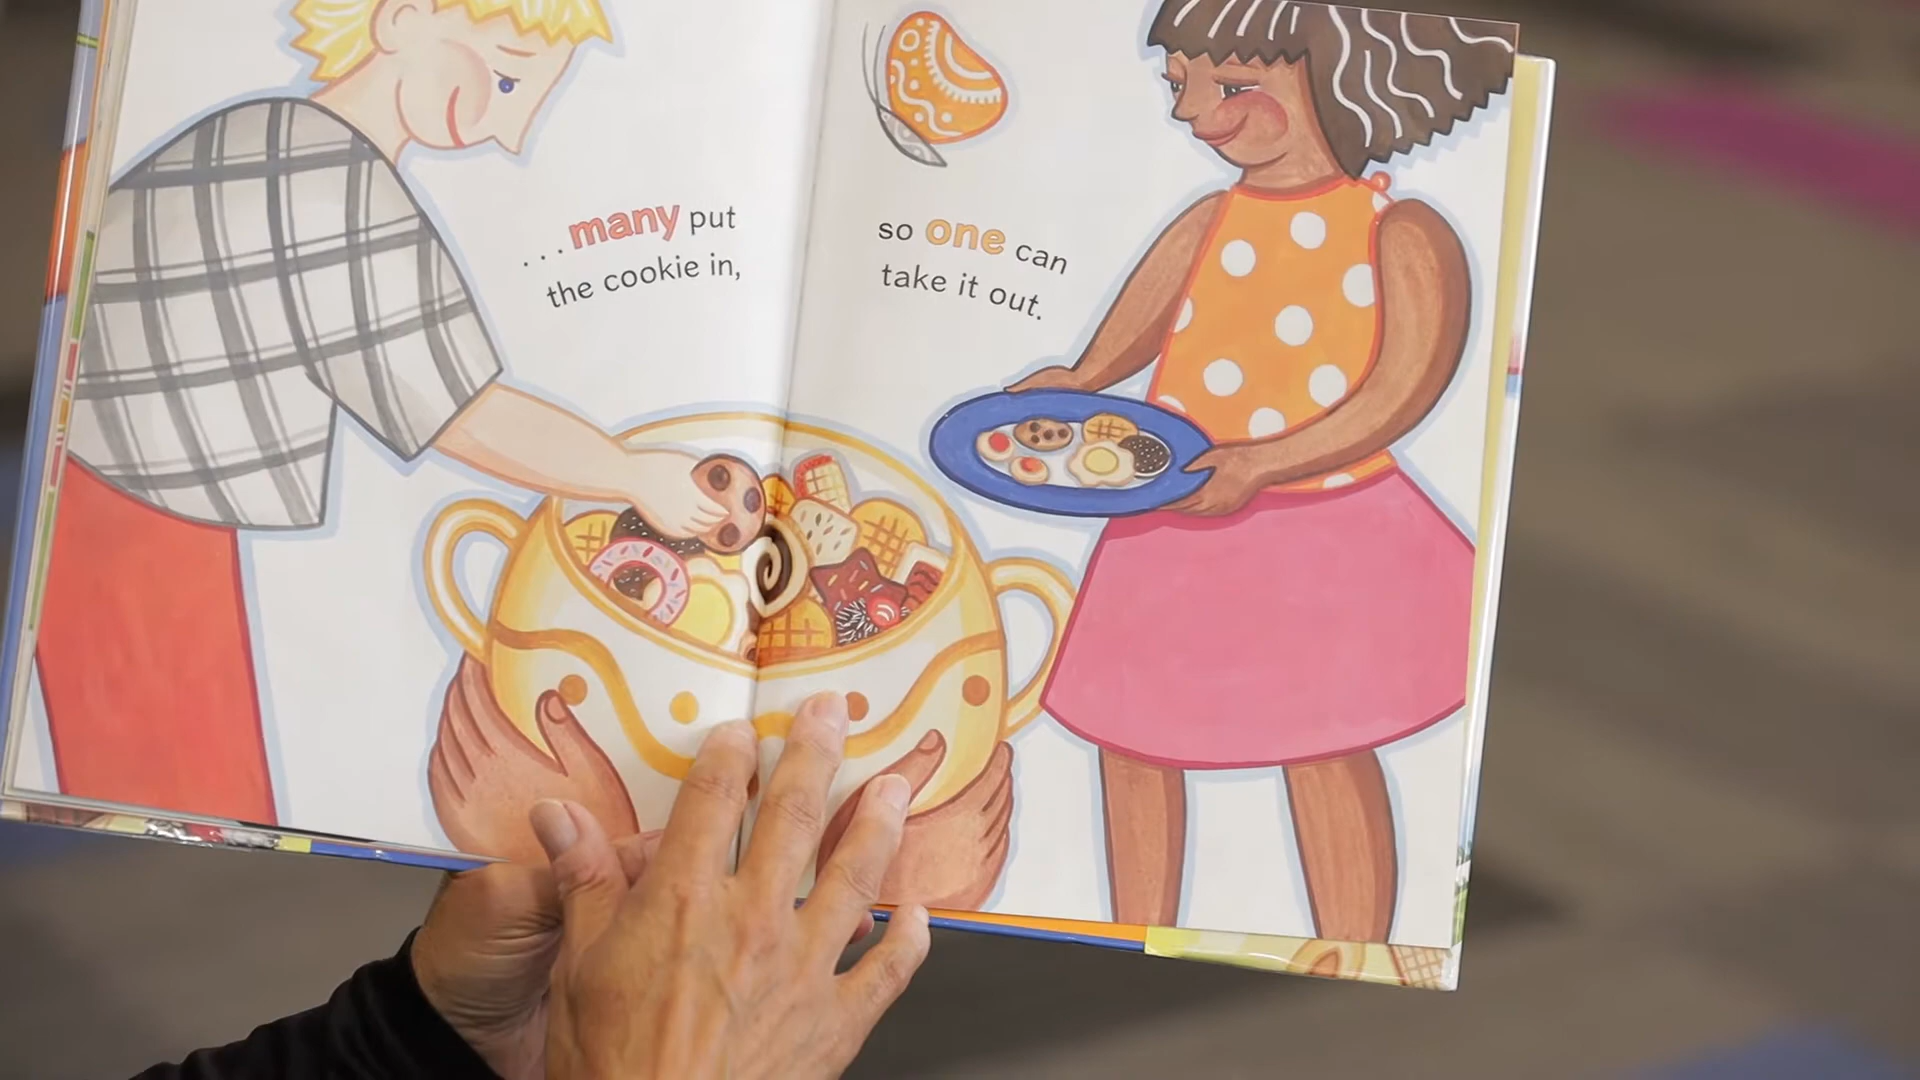 ...many put
the cookie in,
so one can
take it out.